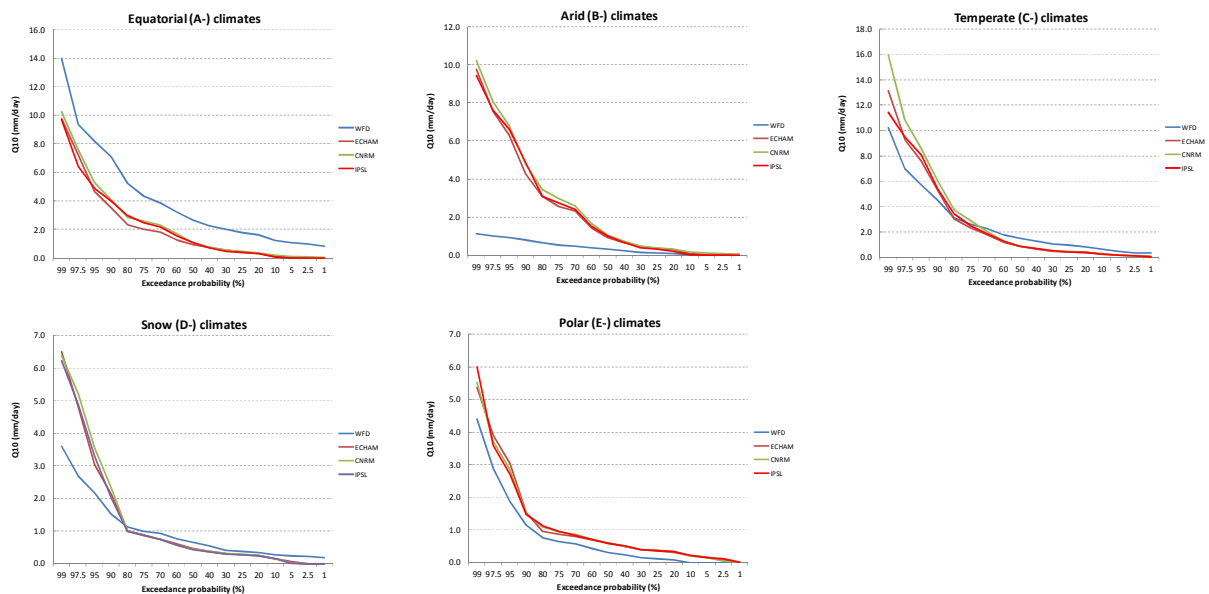 Equatorial (A-) climates
16.0
14.0
12.0
10.0
8.0
6.0
4.0
2.0
0.0
Q10 (mm/day)
99 97.5 95 90 80 75 70 60 50 40 30 25 20 10 5 2.5 1
Exceedance probability (%)
WFD
ECHAM
CNRM
IPSL
Arid (B-) climates
12.0
10.0
8.0
6.0
4.0
2.0
0.0
Q10 (mm/day)
99 97.5 95 90 80 75 70 60 50 40 30 25 20 10 5 2.5 1
Exceedance probability (%)
WFD
ECHAM
CNRM
IPSL
Temperate (C-) climates
18.0
16.0
14.0
12.0
10.0
8.0
6.0
4.0
2.0
0.0
Q10 (mm/day)
99 97.5 95 90 80 75 70 60 50 40 30 25 20 10 5 2.5 1
Exceedance probability (%)
WFD
ECHAM
CNRM
IPSL
Snow (D-) climates
7.0
6.0
5.0
4.0
3.0
2.0
1.0
0.0
Q10 (mm/day)
99 97.5 95 90 80 75 70 60 50 40 30 25 20 10 5 2.5 1
Exceedance probability (%)
WFD
ECHAM
CNRM
IPSL
Polar (E-) climates
7.0
6.0
5.0
4.0
3.0
2.0
1.0
0.0
Q10 (mm/day)
99 97.5 95 90 80 75 70 60 50 40 30 25 20 10 5 2.5 1
Exceedance probability (%)
WFD
ECHAM
CNRM
IPSL